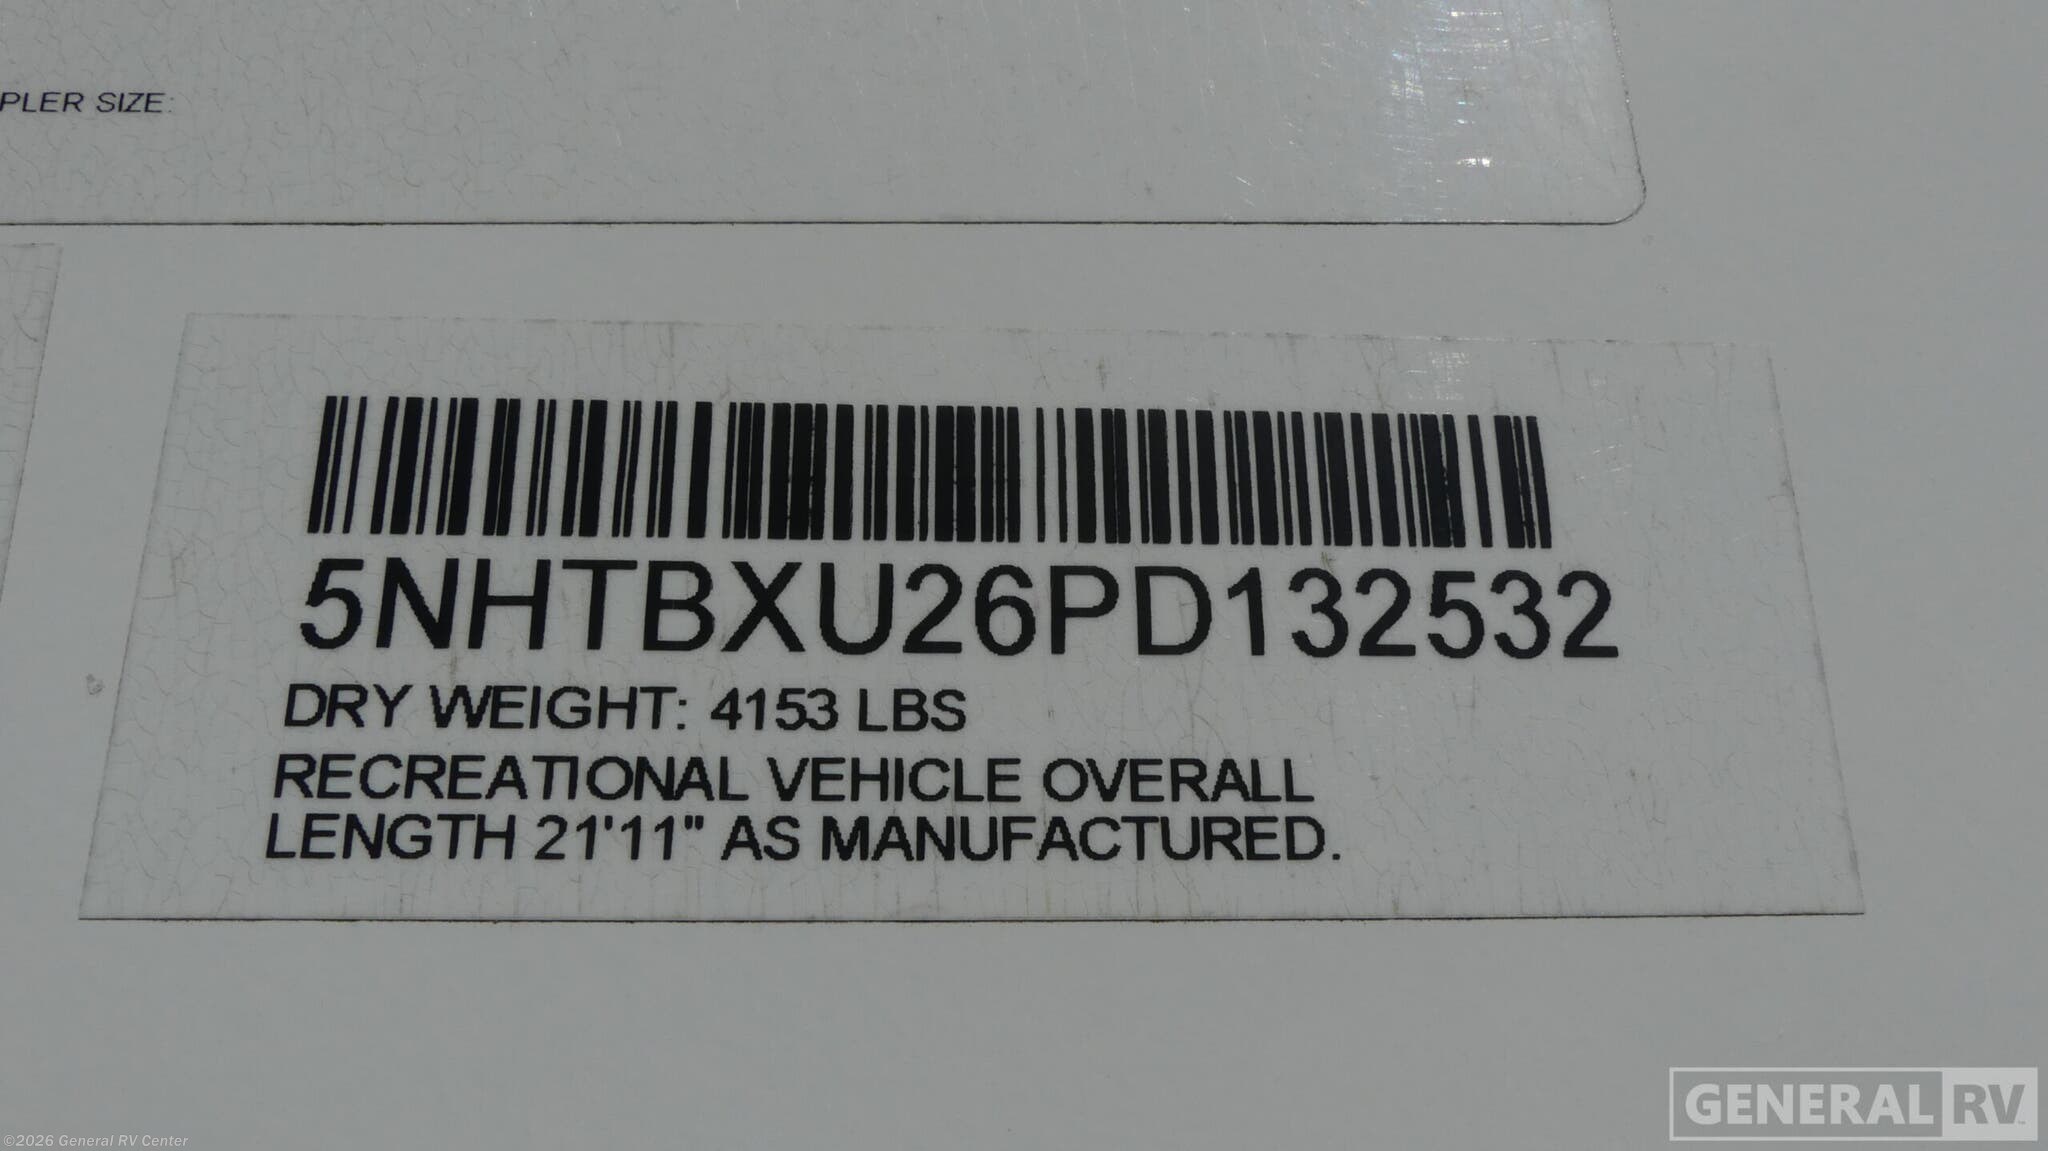 PLER SIZE:
5NHTBXU26PD132532
DRY WEIGHT: 4153 LBS
RECREATIONAL VEHICLE OVERALL
LENGTH 21'11" AS MANUFACTURED.
GENERAL RV
©2026 General RV Center